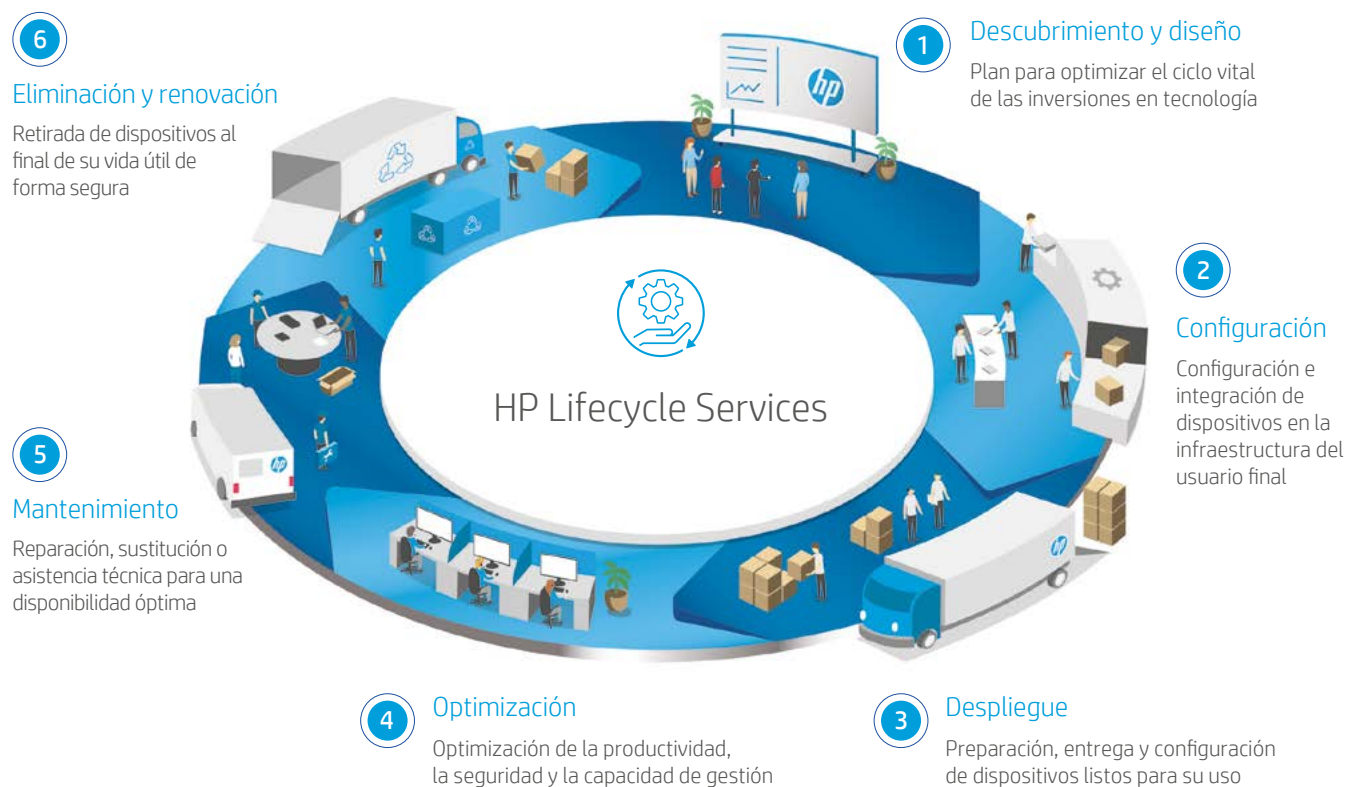 6
Eliminación y renovación
Retirada de dispositivos al
final de su vida útil de
forma segura
1
Descubrimiento y diseño
Plan para optimizar el ciclo vital
de las inversiones en tecnología
hp
2
Configuración
Configuración e
integración de
dispositivos en la
infraestructura del
usuario final
HP Lifecycle Services
5
Mantenimiento
Reparación, sustitución o
asistencia técnica para una
disponibilidad óptima
hp
hp
4
Optimización
Optimización de la productividad,
la seguridad y la capacidad de gestión
3
Despliegue
Preparación, entrega y configuración
de dispositivos listos para su uso